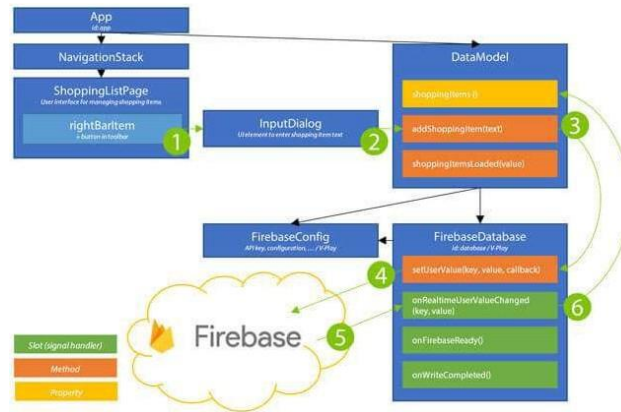 App
id: app
NavigationStack
ShoppingListPage
User interface for managing shopping items
rightBarItem
+ button in toolbar
1
InputDialog
UI element to enter shopping item text
2
DataModel
shoppingItems []
addShoppingItem(text)
shoppingItemsLoaded(value)
3
FirebaseConfig
API key, configuration, ... / V-Play
FirebaseDatabase
id: database / V-Play
setUserValue(key, value, callback)
onRealtimeUserValueChanged
(key, value)
onFirebaseReady()
onWriteCompleted()
4
5
6
Firebase
Slot (signal handler)
Method
Property